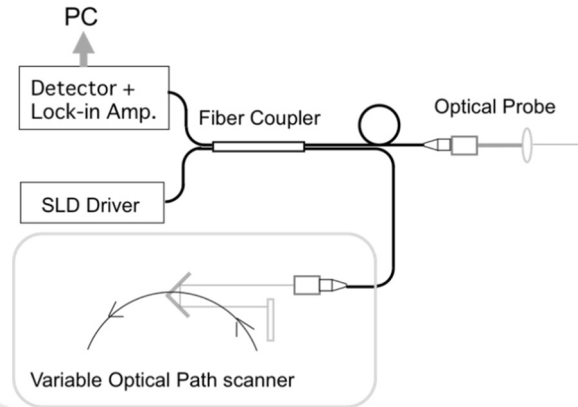 PC
Detector +
Lock-in Amp.
Fiber Coupler
Optical Probe
SLD Driver
Variable Optical Path scanner